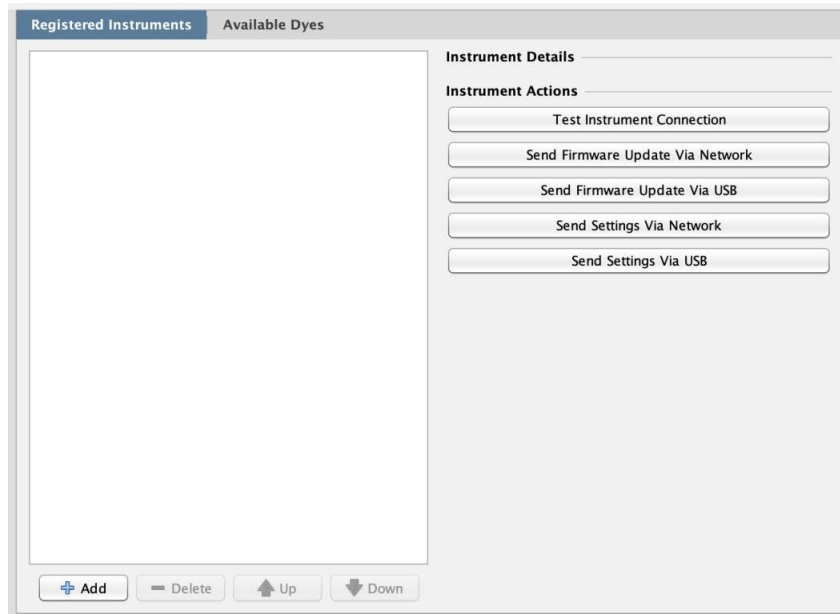 Registered Instruments
Available Dyes
Instrument Details
Instrument Actions
Test Instrument Connection
Send Firmware Update Via Network
Send Firmware Update Via USB
Send Settings Via Network
Send Settings Via USB
Add
Delete
Up
Down